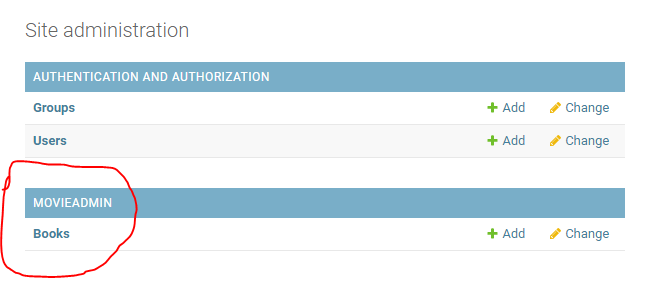 Site administration
AUTHENTICATION AND AUTHORIZATION
Groups Add Change
Users Add Change
MOVIEADMIN
Books Add Change